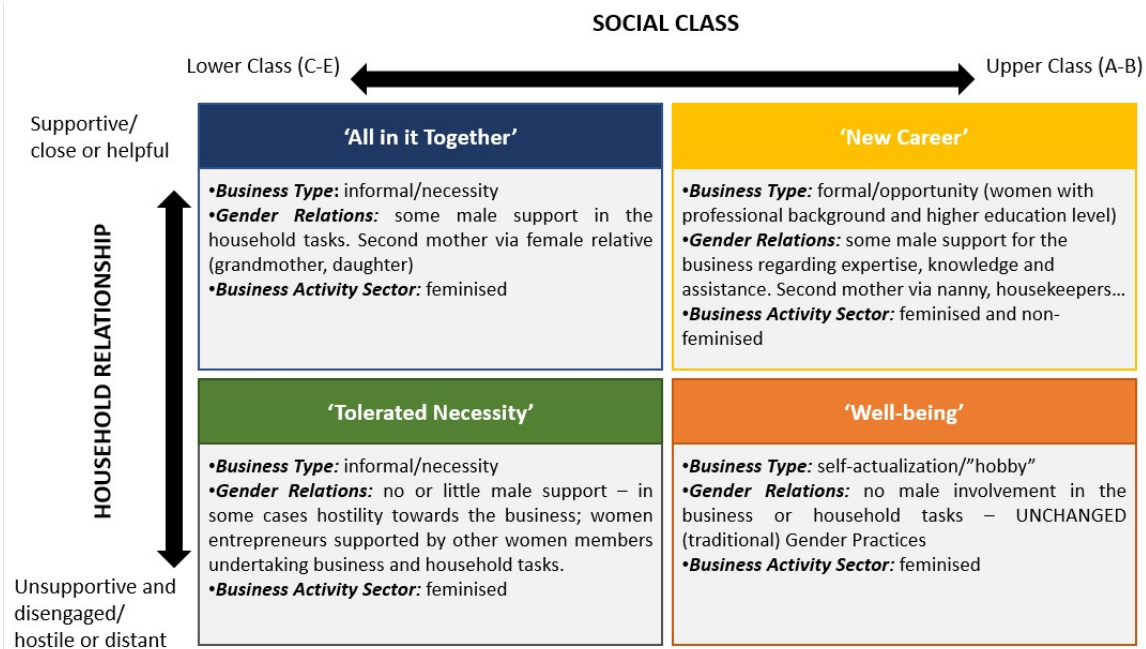 SOCIAL CLASS
Lower Class (C-E)
Upper Class (A-B)
Supportive/
close or helpful
HOUSEHOLD RELATIONSHIP
Unsupportive and
disengaged/
hostile or distant
‘All in it Together’
•Business Type: informal/necessity
•Gender Relations: some male support in the
household tasks. Second mother via female relative
(grandmother, daughter)
•Business Activity Sector: feminised
‘New Career’
•Business Type: formal/opportunity (women with
professional background and higher education level)
•Gender Relations: some male support for the
business regarding expertise, knowledge and
assistance. Second mother via nanny, housekeepers…
•Business Activity Sector: feminised and non-
feminised
‘Tolerated Necessity’
•Business Type: informal/necessity
•Gender Relations: no or little male support – in
some cases hostility towards the business; women
entrepreneurs supported by other women members
undertaking business and household tasks.
•Business Activity Sector: feminised
‘Well-being’
•Business Type: self-actualization/”hobby”
•Gender Relations: no male involvement in the
business or household tasks – UNCHANGED
(traditional) Gender Practices
•Business Activity Sector: feminised